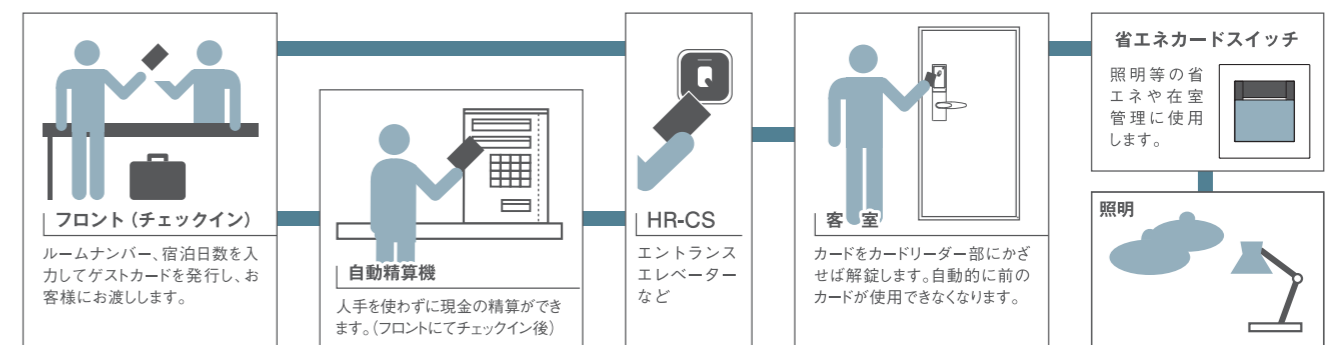 フロント（チェックイン）
ルームナンバー、宿泊日数を入
力してゲストカードを発行し、お
客様にお渡しします。
自動精算機
人手を使わずに現金の精算ができ
ます。（フロントにてチェックイン後）
HR-CS
エントランス
エレベーター
など
客 室
カードをカードリーダー部にかざ
せば解錠します。自動的に前の
カードが使用できなくなります。
省エネカードスイッチ
照明等の省
エネや在室
管理に使用
します。
照明